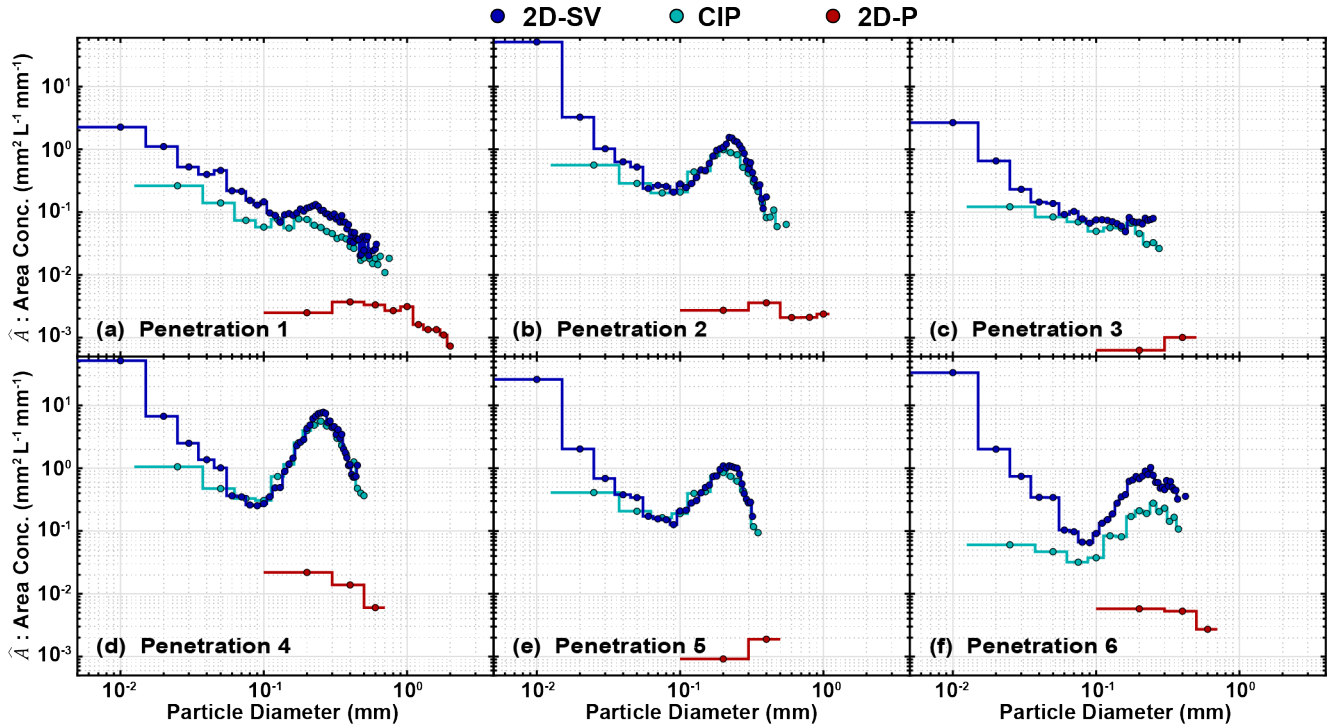 2D-SV CIP 2D-P
Â : Area Conc. (mm² L⁻¹ mm⁻¹)
10¹
10⁰
10⁻¹
10⁻²
10⁻³
(a) Penetration 1
(b) Penetration 2
(c) Penetration 3
Â : Area Conc. (mm² L⁻¹ mm⁻¹)
10¹
10⁰
10⁻¹
10⁻²
10⁻³
(d) Penetration 4
(e) Penetration 5
(f) Penetration 6
10⁻² 10⁻¹ 10⁰ 10⁻² 10⁻¹ 10⁰ 10⁻² 10⁻¹ 10⁰
Particle Diameter (mm) Particle Diameter (mm) Particle Diameter (mm)